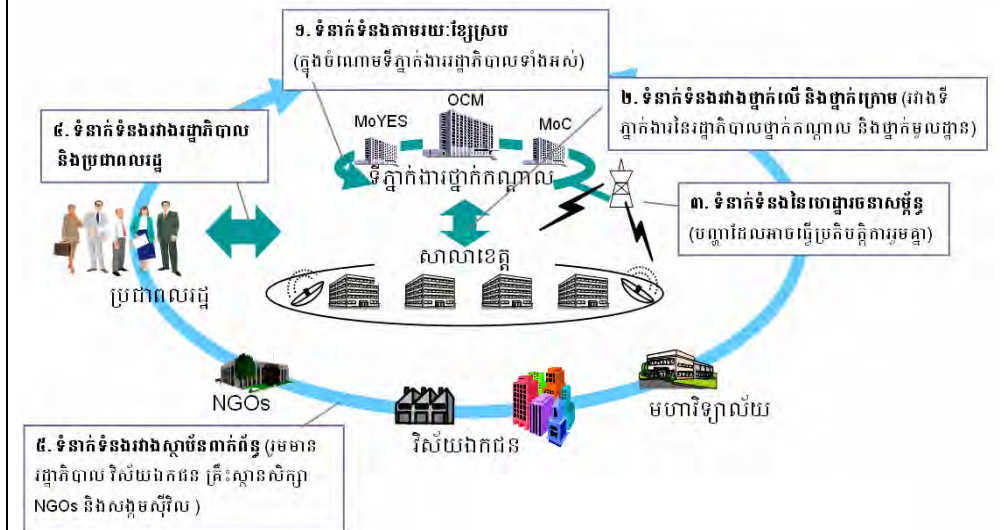 ១. ទំនាក់ទំនងតាមរយៈខ្សែស្រប
(ក្នុងចំណោមទីភ្នាក់ងាររដ្ឋាភិបាលទាំងអស់)
២. ទំនាក់ទំនងរវាងថ្នាក់លើ និងថ្នាក់ក្រោម (រវាងទី
ភ្នាក់ងារនៃរដ្ឋាភិបាលថ្នាក់កណ្តាល និងថ្នាក់មូលដ្ឋាន)
៤. ទំនាក់ទំនងរវាងរដ្ឋាភិបាល
និងប្រជាពលរដ្ឋ
OCM
MoYES
MoC
ទីភ្នាក់ងារថ្នាក់កណ្តាល
៣. ទំនាក់ទំនងនៃហេដ្ឋារចនាសម្ព័ន្ធ
(បញ្ហាដែលអាចធ្វើប្រតិបត្តិការរួមគ្នា)
សាលាខេត្ត
ប្រជាពលរដ្ឋ
NGOs
វិស័យឯកជន
មហាវិទ្យាល័យ
៥. ទំនាក់ទំនងរវាងស្ថាប័នពាក់ព័ន្ធ (រួមមាន
រដ្ឋាភិបាល វិស័យឯកជន គ្រឹះស្ថានសិក្សា
NGOs និងសង្គមស៊ីវិល )